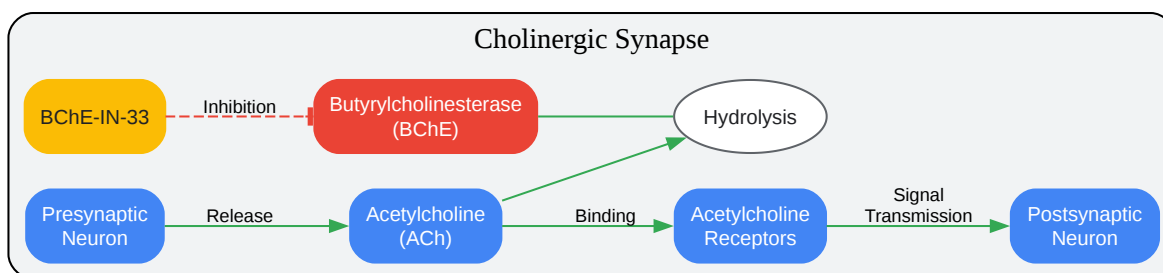 Cholinergic Synapse
BChE-IN-33
Inhibition
Butyrylcholinesterase
(BChE)
Hydrolysis
Presynaptic
Neuron
Release
Acetylcholine
(ACh)
Binding
Acetylcholine
Receptors
Signal
Transmission
Postsynaptic
Neuron